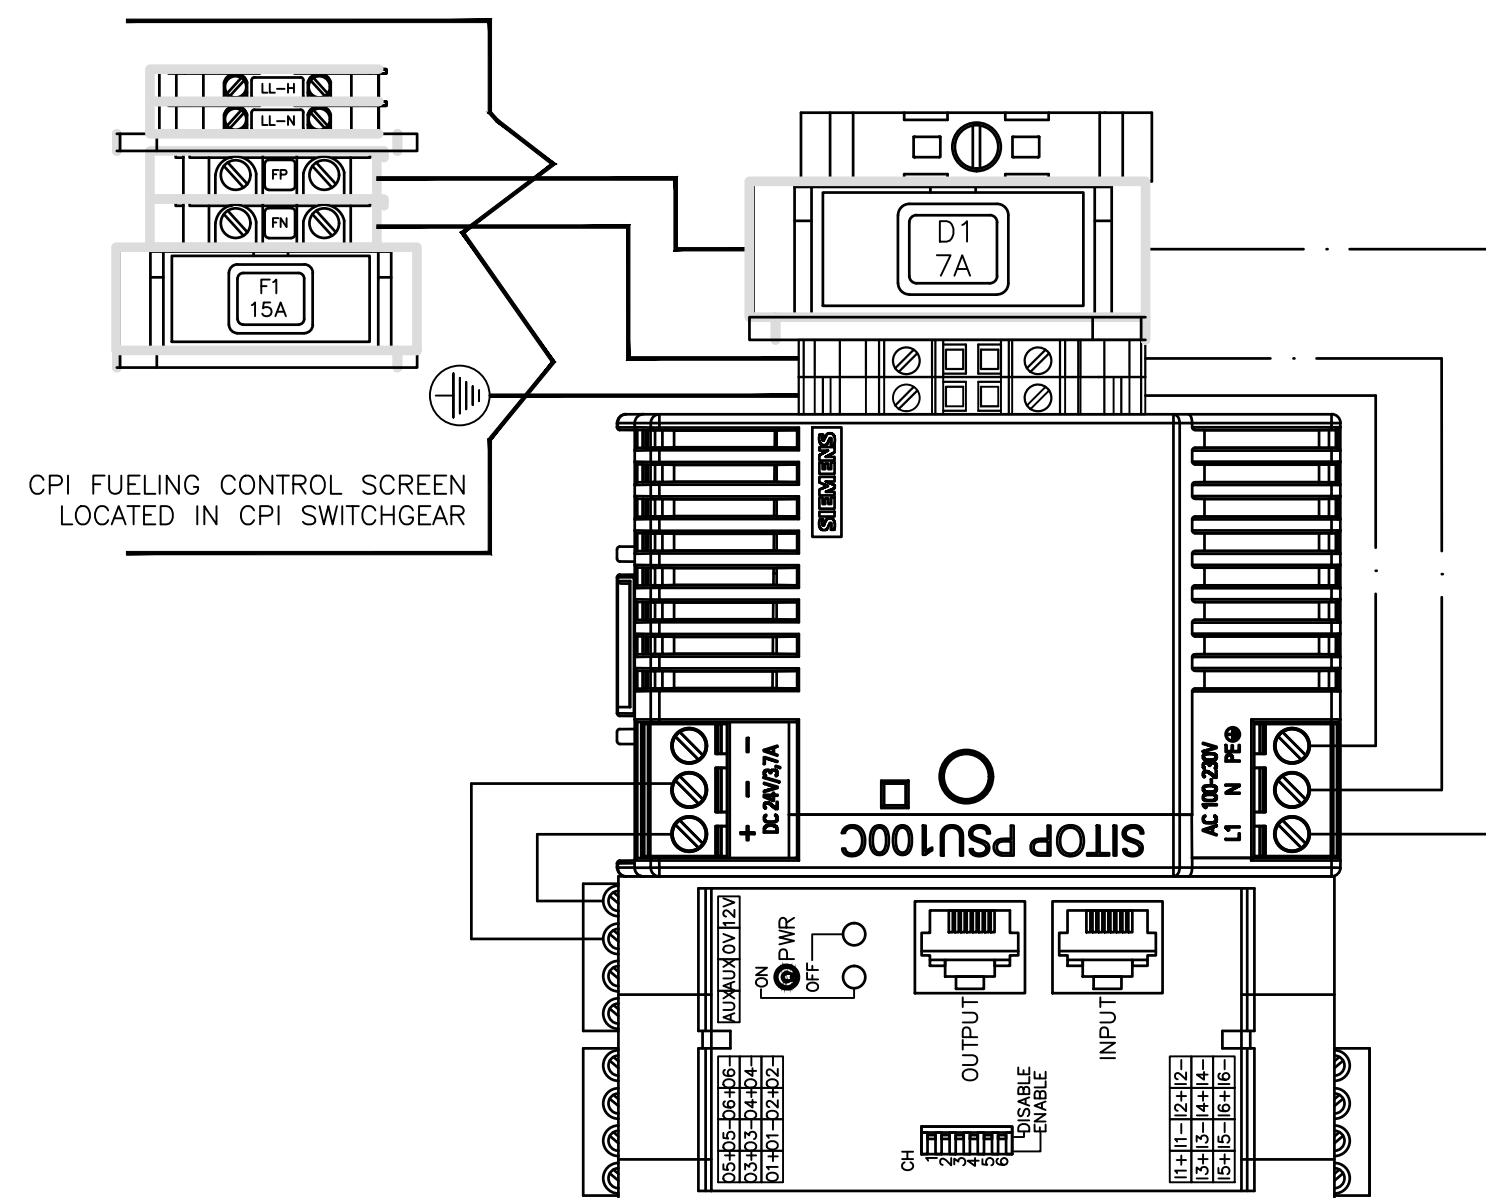 LL-H
LL-N
FP
FN
F1
15A
D1
7A
CPI FUELING CONTROL SCREEN
LOCATED IN CPI SWITCHGEAR
SIEMENS
+ - -
DC 24V/3,7A
AC 100-230V
L1 N PE
SITOP PSU100C
AUX AUX 0V 12V
ON
PWR
OFF
OUTPUT
INPUT
O5+ O5- O6+ O6-
O3+ O3- O4+ O4-
O1+ O1- O2+ O2-
CH
1
2
3
4
5
6
DISABLE
ENABLE
I1+ I1- I2+ I2-
I3+ I3- I4+ I4-
I5+ I5- I6+ I6-